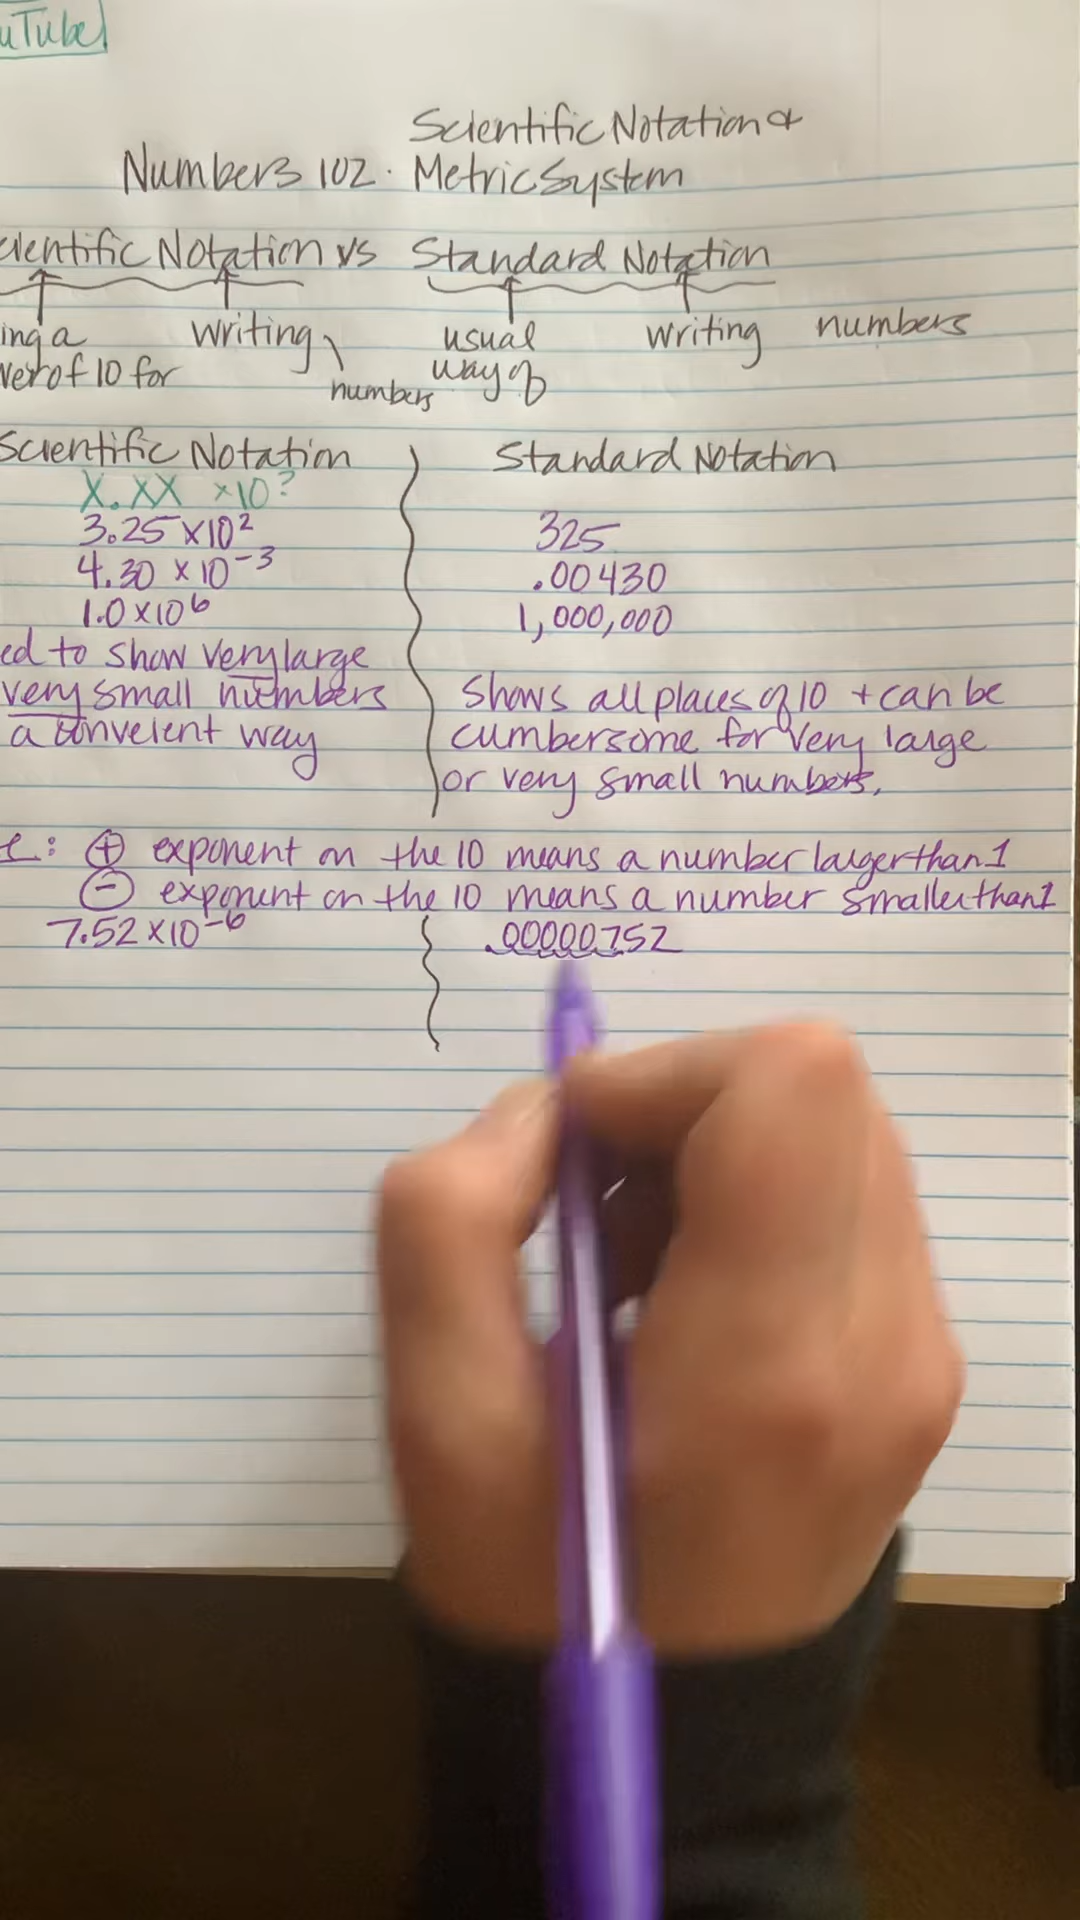 uTube
Scientific Notation &
Numbers 102. Metric System
cientific Notation vs Standard Notation
ing a writing usual writing numbers
wer of 10 for numbers way of
Scientific Notation Standard Notation
X.XX ×10?
3.25 ×10² 325
4.30 ×10⁻³ .00430
1.0×10⁶ 1,000,000
ed to show very large
very small numbers shows all places of 10 + can be
a conveient way cumbersome for very large
or very small numbers.
e: ⊕ exponent on the 10 means a number larger than 1
⊖ exponent on the 10 means a number smaller than 1
7.52 ×10⁻⁶ .00000752